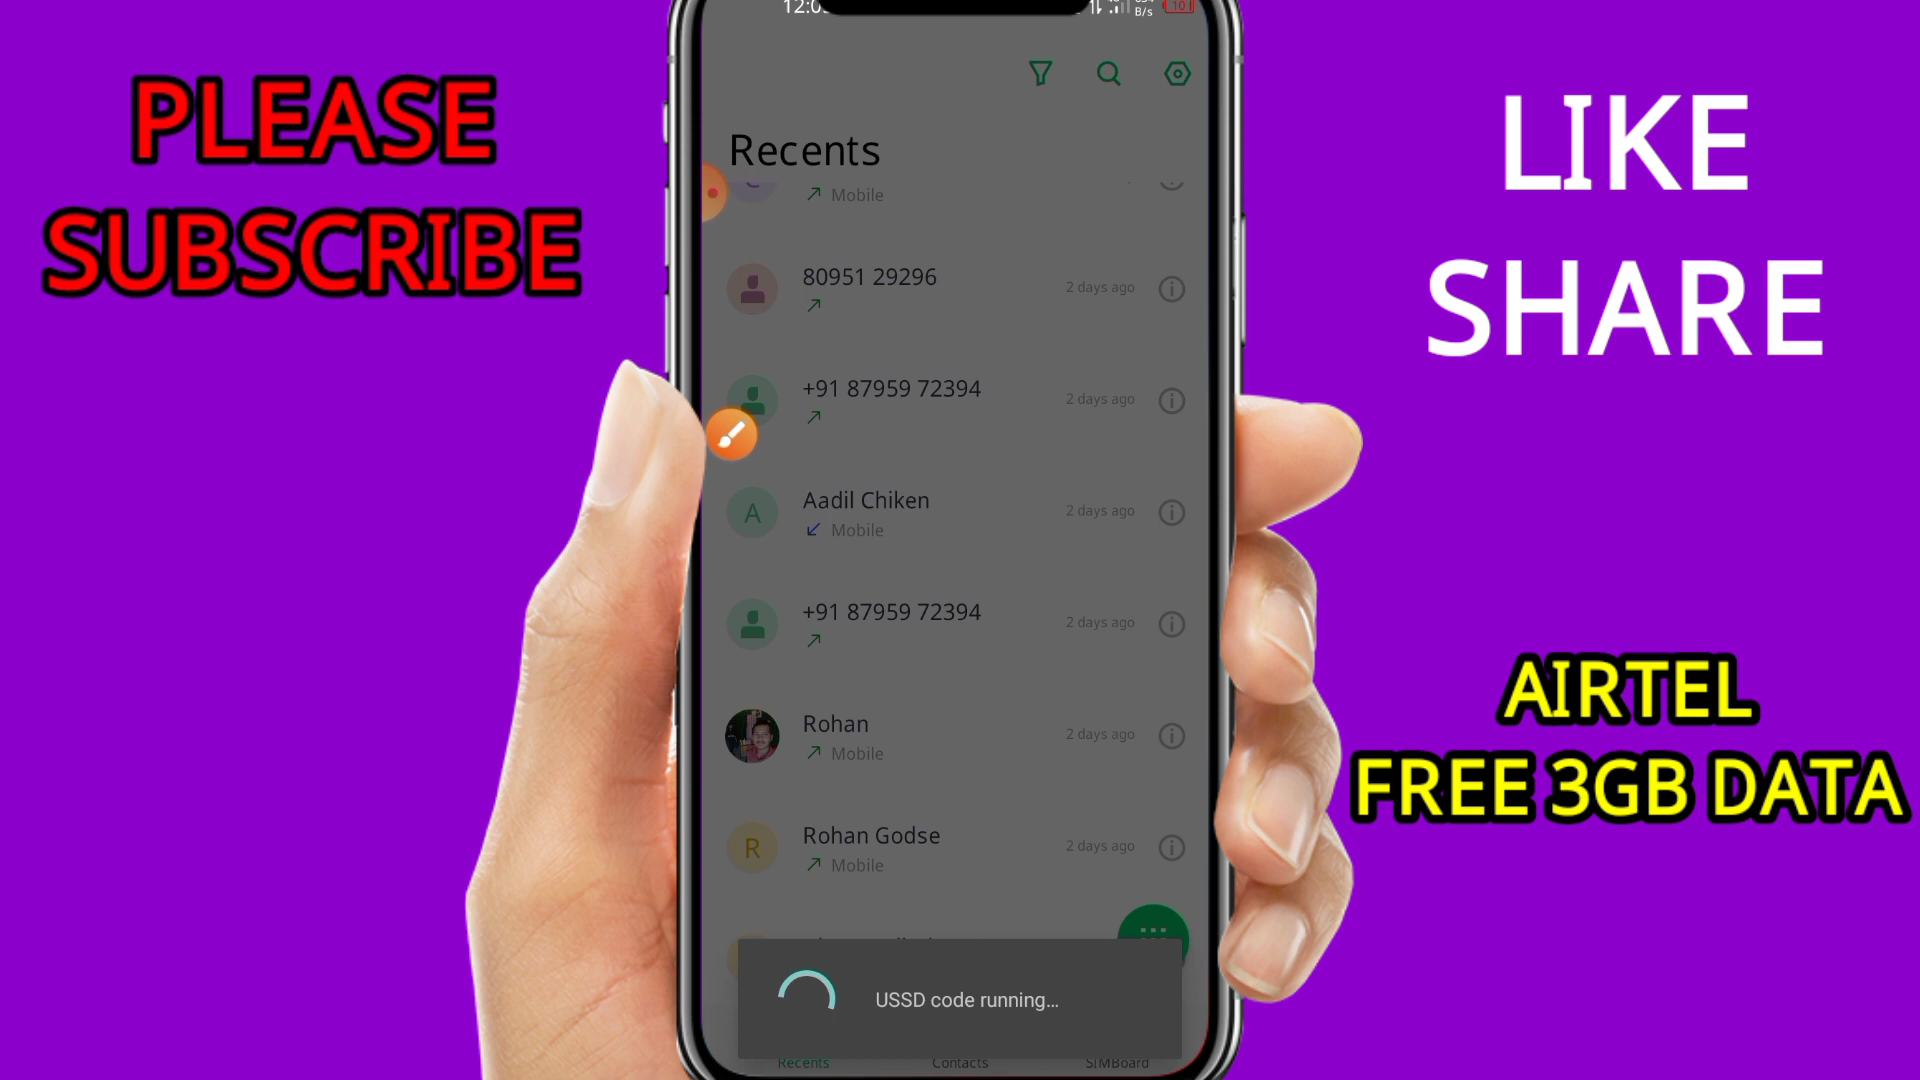 PLEASE
SUBSCRIBE
LIKE
SHARE
AIRTEL
FREE 3GB DATA
B/s
10
Recents
Mobile
80951 29296
2 days ago
+91 87959 72394
2 days ago
A
Aadil Chiken
2 days ago
Mobile
+91 87959 72394
2 days ago
Rohan
2 days ago
Mobile
R
Rohan Godse
2 days ago
Mobile
USSD code running...
Recents
Contacts
SIMBoard